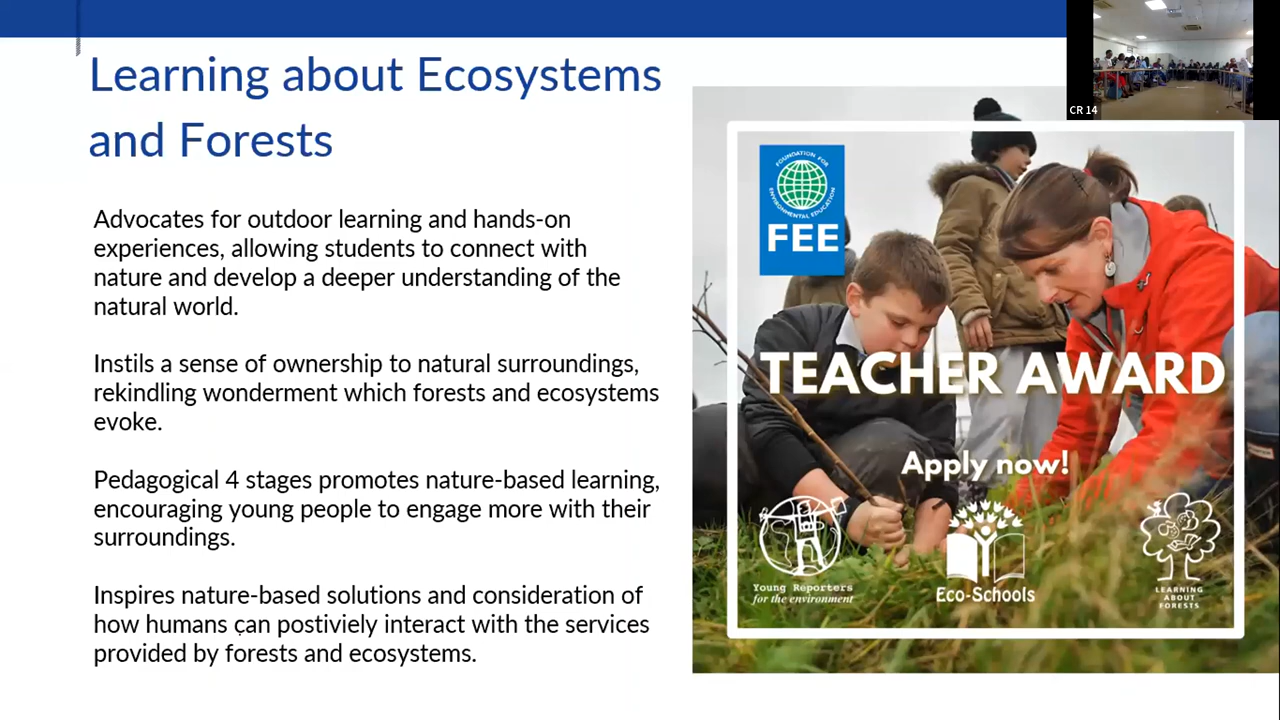 Learning about Ecosystems
and Forests
Advocates for outdoor learning and hands-on
experiences, allowing students to connect with
nature and develop a deeper understanding of the
natural world.
Instils a sense of ownership to natural surroundings,
rekindling wonderment which forests and ecosystems
evoke.
Pedagogical 4 stages promotes nature-based learning,
encouraging young people to engage more with their
surroundings.
Inspires nature-based solutions and consideration of
how humans can postiviely interact with the services
provided by forests and ecosystems.
CR 14
FOUNDATION FOR
ENVIRONMENTAL EDUCATION
FEE
TEACHER AWARD
Apply now!
Young Reporters
for the environment
Eco-Schools
LEARNING
ABOUT
FORESTS